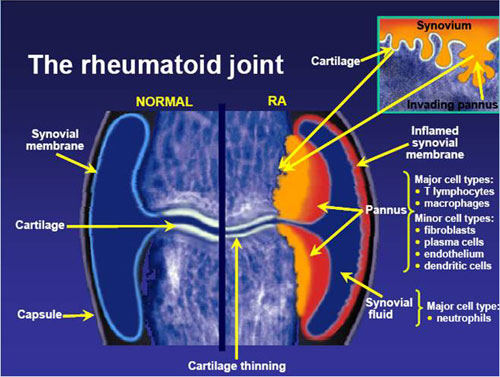 The rheumatoid joint
Synovium
Cartilage
Invading pannus
NORMAL
RA
Synovial
membrane
Cartilage
Capsule
Cartilage thinning
Inflamed
synovial
membrane
Pannus
Major cell types:
• T lymphocytes
• macrophages
Minor cell types:
• fibroblasts
• plasma cells
• endothelium
• dendritic cells
Synovial
fluid
Major cell type:
• neutrophils